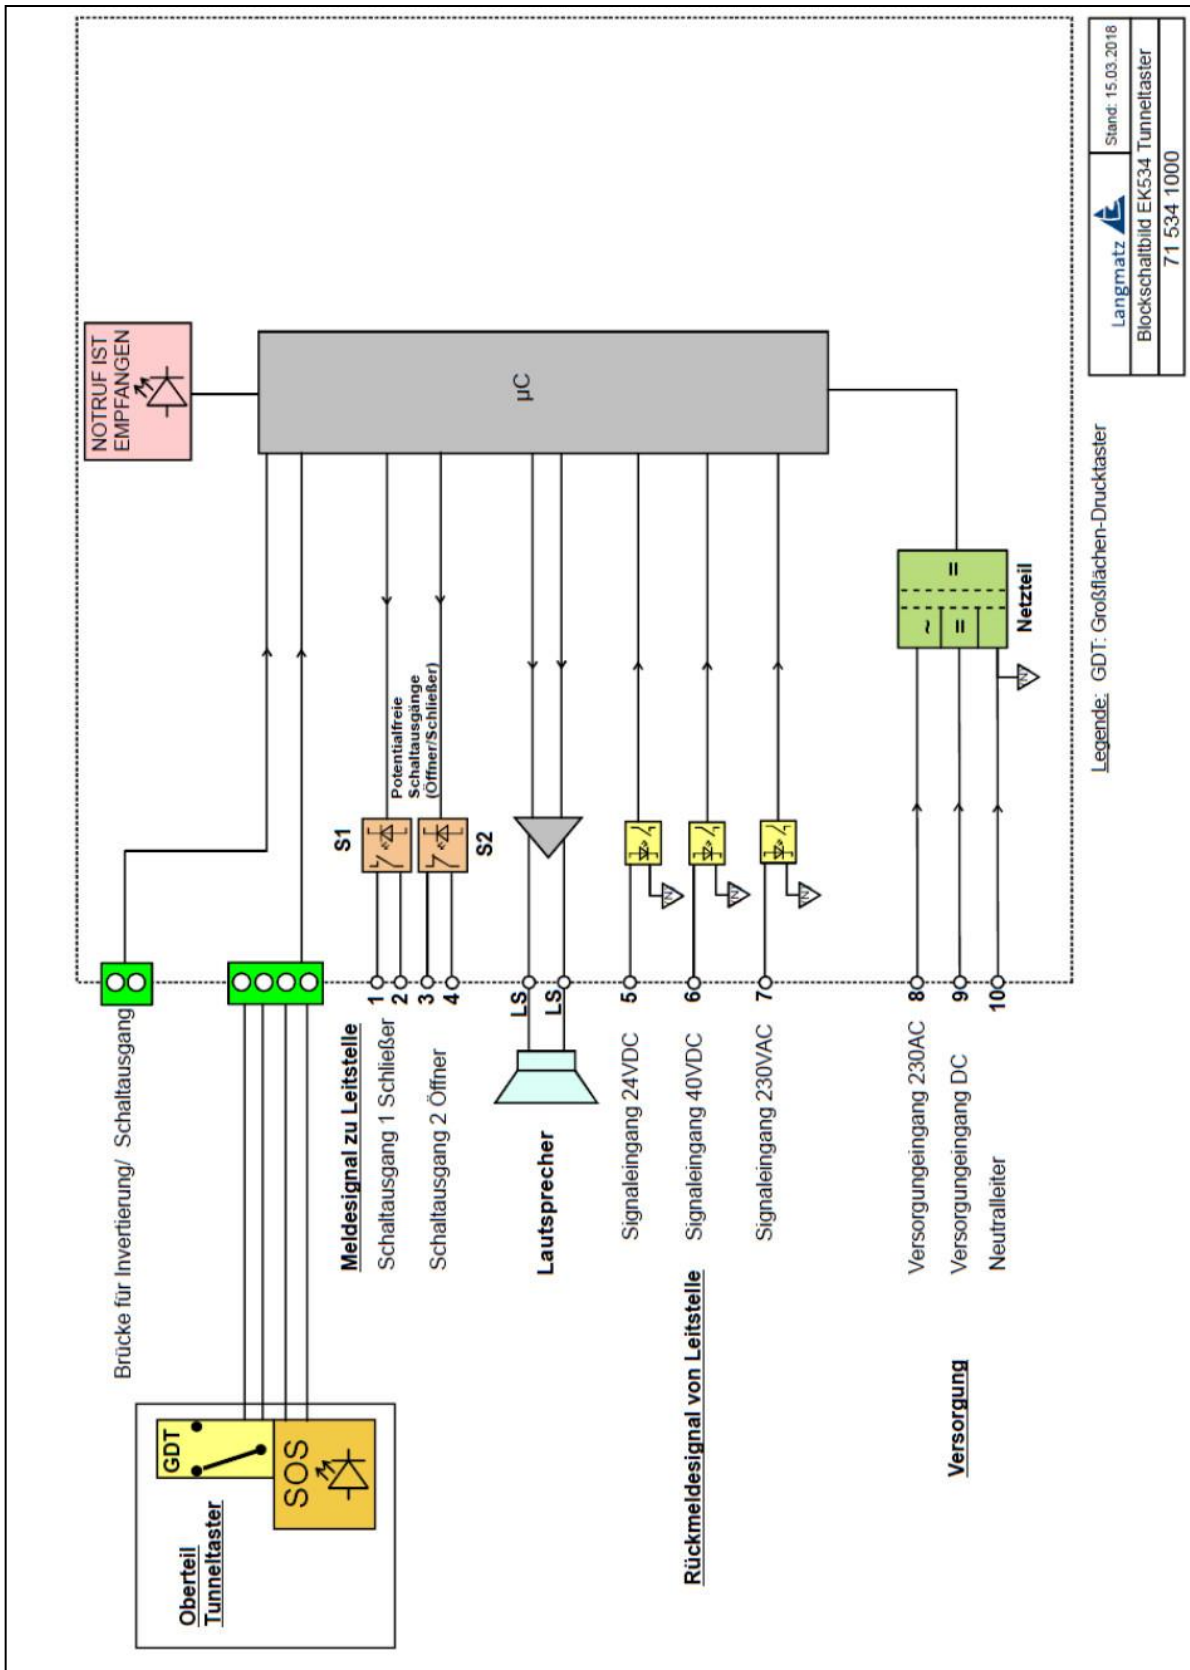 Oberteil
Tunneltaster
GDT
SOS
Brücke für Invertierung/ Schaltausgang
NOTRUF IST
EMPFANGEN
µC
Meldesignal zu Leitstelle
Schaltausgang 1 Schließer
1
2
Schaltausgang 2 Öffner
3
4
S1
S2
Potentialfreie
Schaltausgänge
(Öffner/Schließer)
Lautsprecher
LS
LS
Rückmeldesignal von Leitstelle
Signaleingang 24VDC
5
Signaleingang 40VDC
6
Signaleingang 230VAC
7
N
N
N
Versorgung
Versorgungeingang 230AC
8
Versorgungeingang DC
9
Neutralleiter
10
~
=
=
Netzteil
N
Legende: GDT: Großflächen-Drucktaster
Langmatz
Stand: 15.03.2018
Blockschaltbild EK534 Tunneltaster
71 534 1000